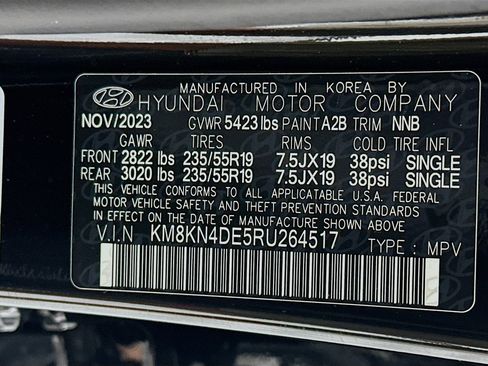 MANUFACTURED IN KOREA BY
HYUNDAI MOTOR COMPANY
NOV/2023 GVWR 5423 lbs PAINT A2B TRIM NNB
GAWR TIRES RIMS COLD TIRE INFL
FRONT 2822 lbs 235/55R19 7.5JX19 38psi SINGLE
REAR 3020 lbs 235/55R19 7.5JX19 38psi SINGLE
THIS VEHICLE CONFORMS TO ALL APPLICATABLE U.S.A. FEDERAL
MOTOR VEHICLE SAFETY AND THEFT PREVENTION STANDARDS
IN EFFECT ON THE DATE OF MANUFACTURE SHOWN ABOVE.
V.I.N KM8KN4DE5RU264517 TYPE : MPV